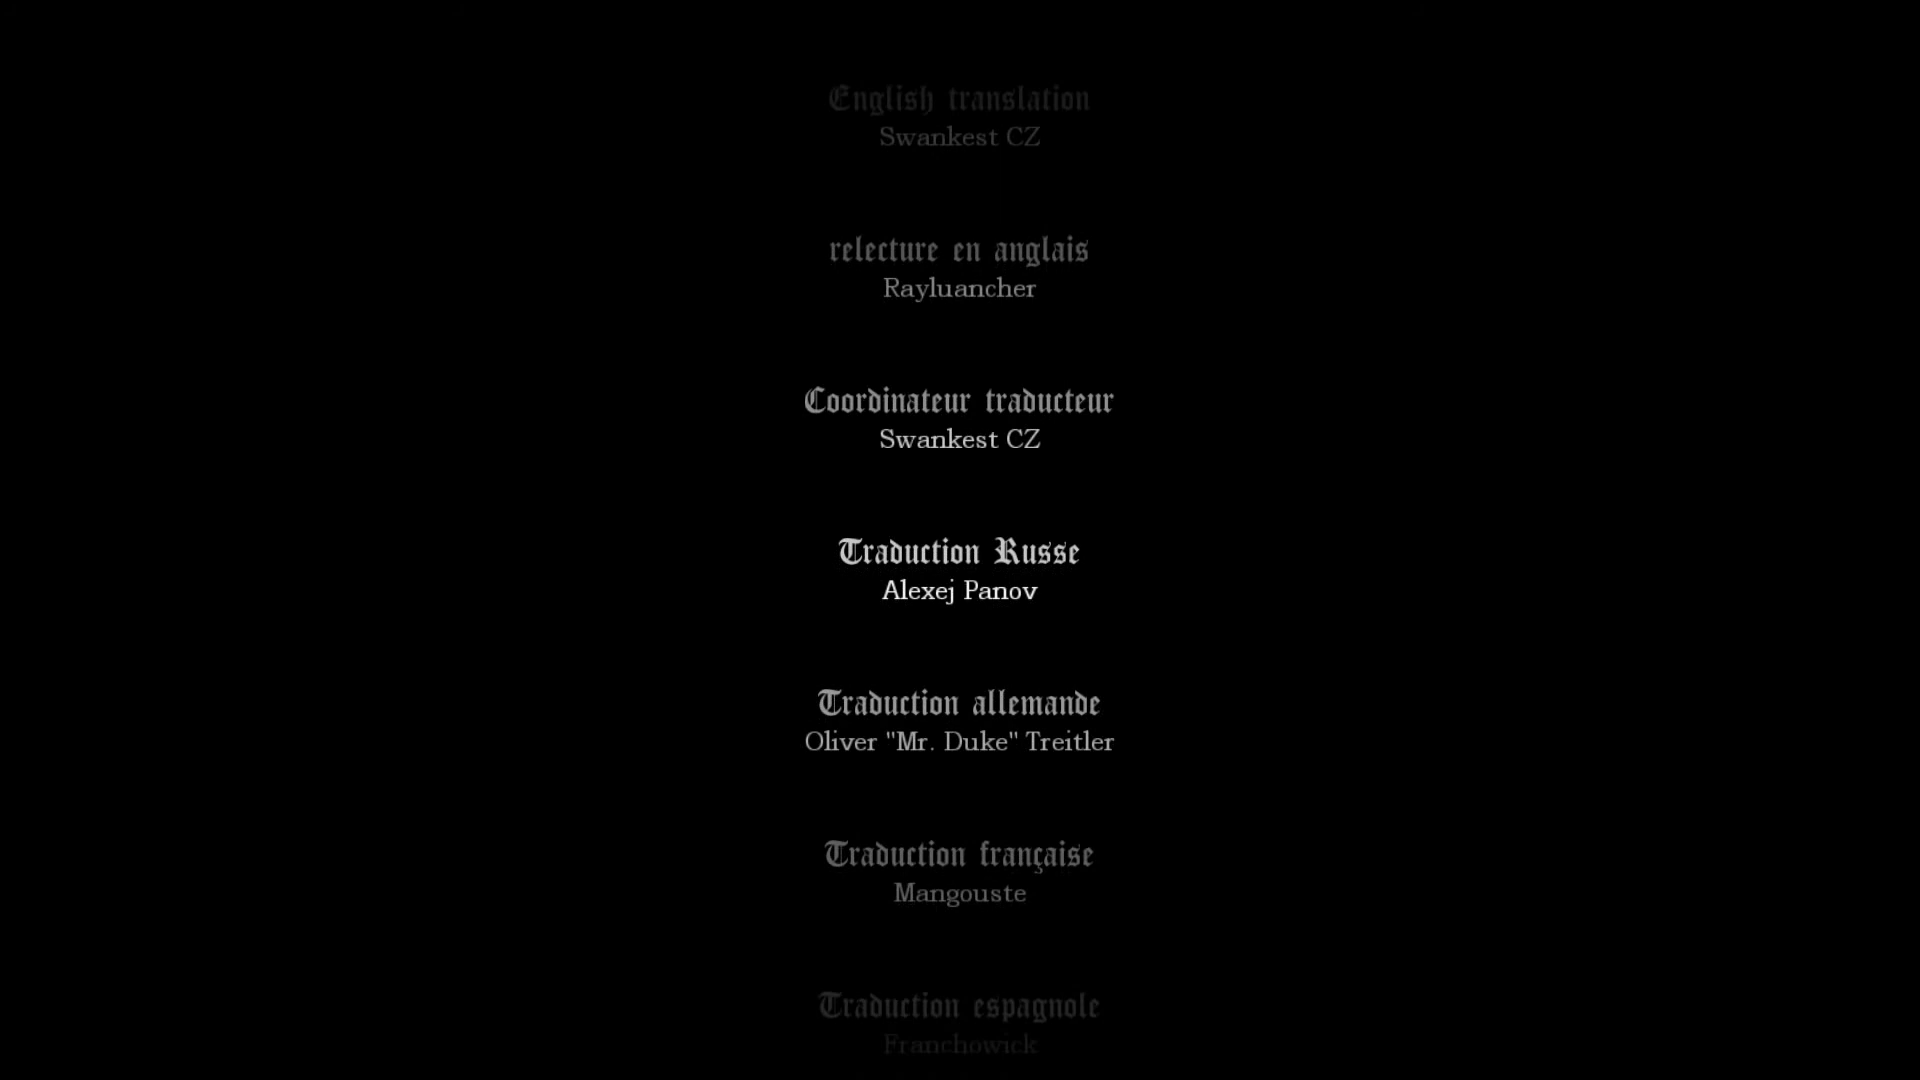 English translation
Swankest CZ
relecture en anglais
Rayluancher
Coordinateur traducteur
Swankest CZ
Traduction Russe
Alexej Panov
Traduction allemande
Oliver "Mr. Duke" Treitler
Traduction française
Mangouste
Traduction espagnole
Franchowick